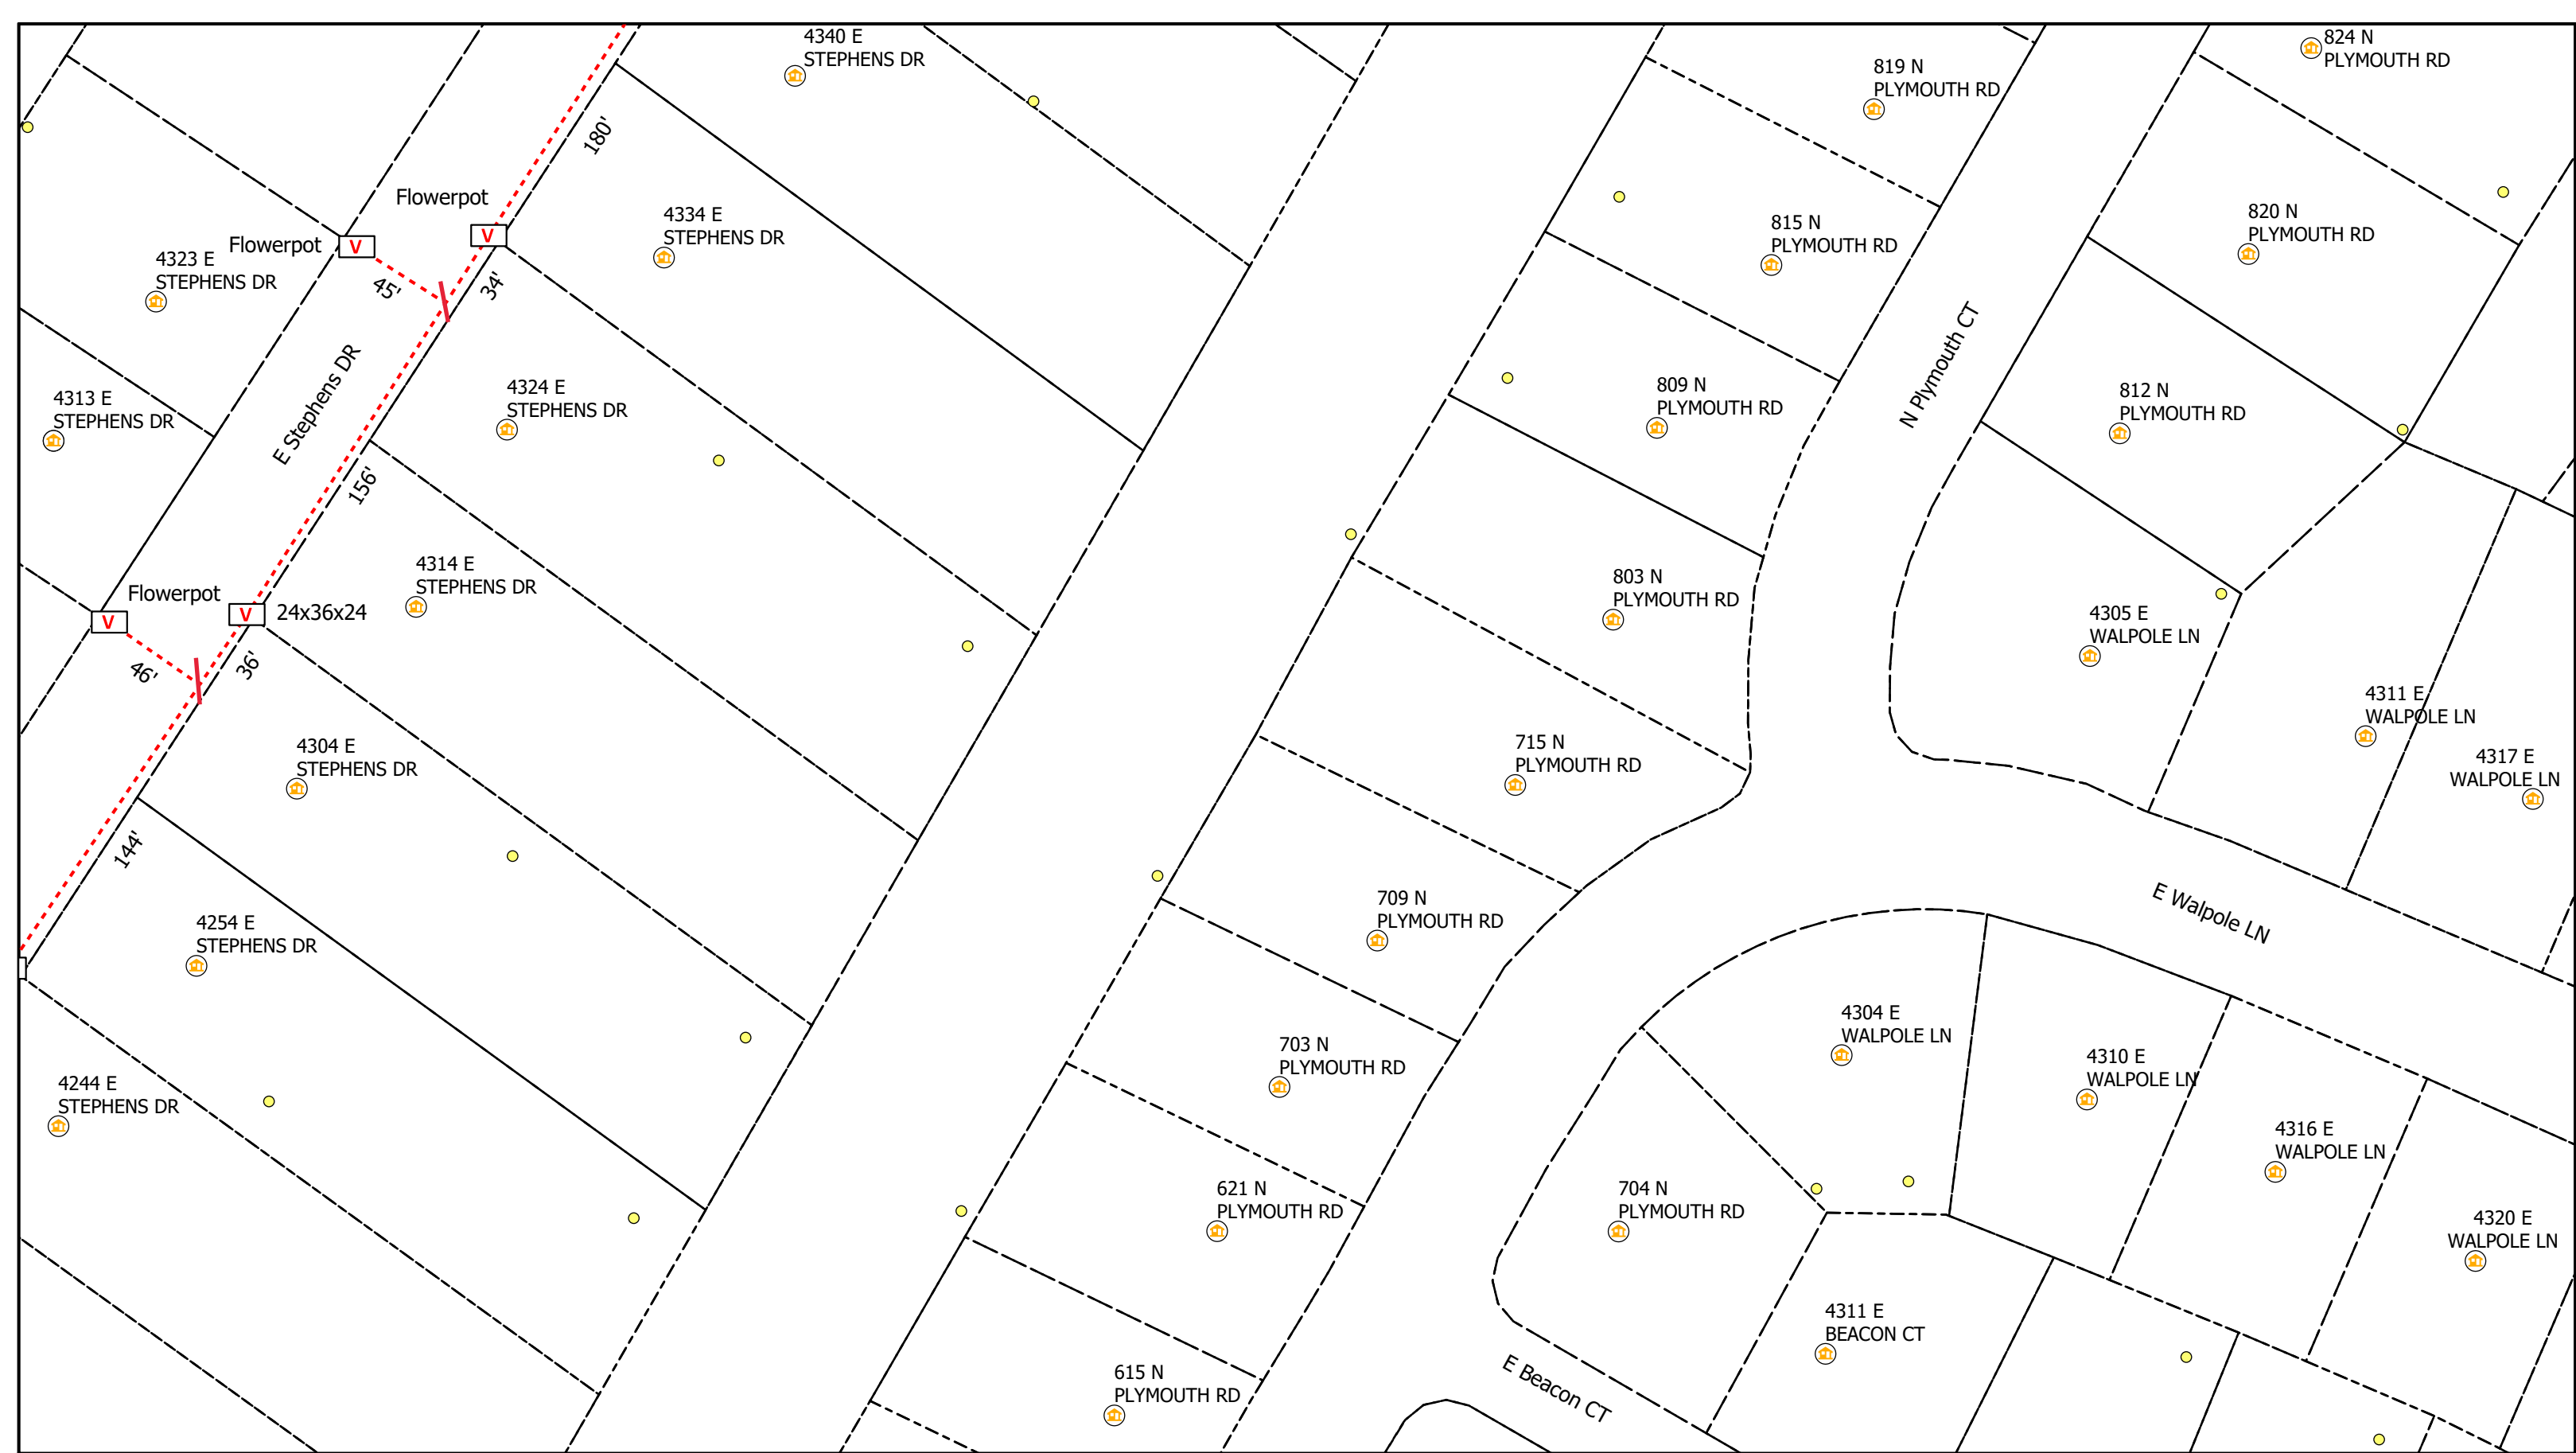 4340 E
STEPHENS DR
824 N
PLYMOUTH RD
819 N
PLYMOUTH RD
180'
Flowerpot
V
4334 E
STEPHENS DR
815 N
PLYMOUTH RD
820 N
PLYMOUTH RD
Flowerpot
V
4323 E
STEPHENS DR
45'
34'
N Plymouth CT
4313 E
STEPHENS DR
E Stephens DR
4324 E
STEPHENS DR
809 N
PLYMOUTH RD
812 N
PLYMOUTH RD
156'
4314 E
STEPHENS DR
803 N
PLYMOUTH RD
Flowerpot
V
V
24x36x24
4305 E
WALPOLE LN
46'
36'
4311 E
WALPOLE LN
4304 E
STEPHENS DR
715 N
PLYMOUTH RD
4317 E
WALPOLE LN
144'
709 N
PLYMOUTH RD
E Walpole LN
4254 E
STEPHENS DR
4304 E
WALPOLE LN
703 N
PLYMOUTH RD
4310 E
WALPOLE LN
4244 E
STEPHENS DR
4316 E
WALPOLE LN
621 N
PLYMOUTH RD
704 N
PLYMOUTH RD
4320 E
WALPOLE LN
4311 E
BEACON CT
615 N
PLYMOUTH RD
E Beacon CT